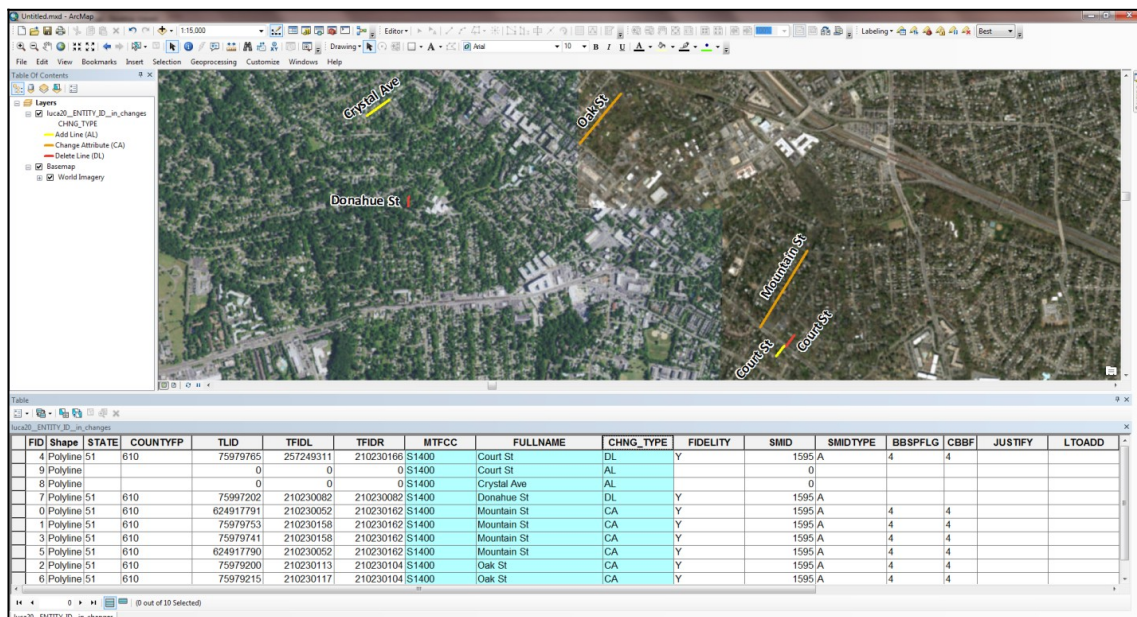 Untitled.mxd - ArcMap
1:15,000 Editor Labeling Best
Drawing Arial 10 B I U A
File Edit View Bookmarks Insert Selection Geoprocessing Customize Windows Help
Table Of Contents
Layers
luca20__ENTITY_ID__in_changes
CHNG_TYPE
Add Line (AL)
Change Attribute (CA)
Delete Line (DL)
Basemap
World Imagery
Crystal Ave
Oak St
Donahue St
Mountain St
Court St
Court St
Table
luca20__ENTITY_ID__in_changes
FID Shape STATE COUNTYFP TLID TFIDL TFIDR MTFCC FULLNAME CHNG_TYPE FIDELITY SMID SMIDTYPE BBSPFLG CBBF JUSTIFY LTOADD
4 Polyline 51 610 75979765 257249311 210230166 S1400 Court St DL Y 1595 A 4 4
9 Polyline 0 0 0 S1400 Court St AL 0
8 Polyline 0 0 0 S1400 Crystal Ave AL 0
7 Polyline 51 610 75997202 210230082 210230082 S1400 Donahue St DL Y 1595 A
0 Polyline 51 610 624917791 210230052 210230162 S1400 Mountain St CA Y 1595 A 4 4
1 Polyline 51 610 75979753 210230158 210230162 S1400 Mountain St CA Y 1595 A 4 4
3 Polyline 51 610 75979741 210230158 210230162 S1400 Mountain St CA Y 1595 A 4 4
5 Polyline 51 610 624917790 210230052 210230162 S1400 Mountain St CA Y 1595 A 4 4
2 Polyline 51 610 75979200 210230113 210230104 S1400 Oak St CA Y 1595 A 4 4
6 Polyline 51 610 75979215 210230117 210230104 S1400 Oak St CA Y 1595 A 4 4
0 (0 out of 10 Selected)
luca20__ENTITY_ID__in_changes